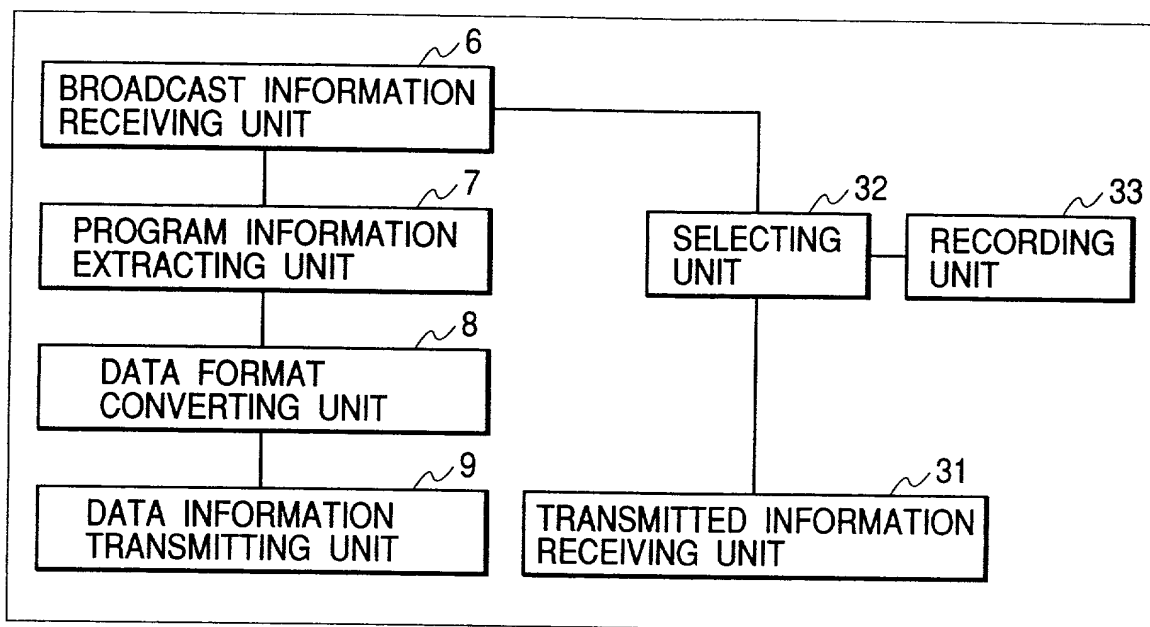 6
BROADCAST INFORMATION
RECEIVING UNIT
7
PROGRAM INFORMATION
EXTRACTING UNIT
8
DATA FORMAT
CONVERTING UNIT
9
DATA INFORMATION
TRANSMITTING UNIT
32
SELECTING
UNIT
33
RECORDING
UNIT
31
TRANSMITTED INFORMATION
RECEIVING UNIT